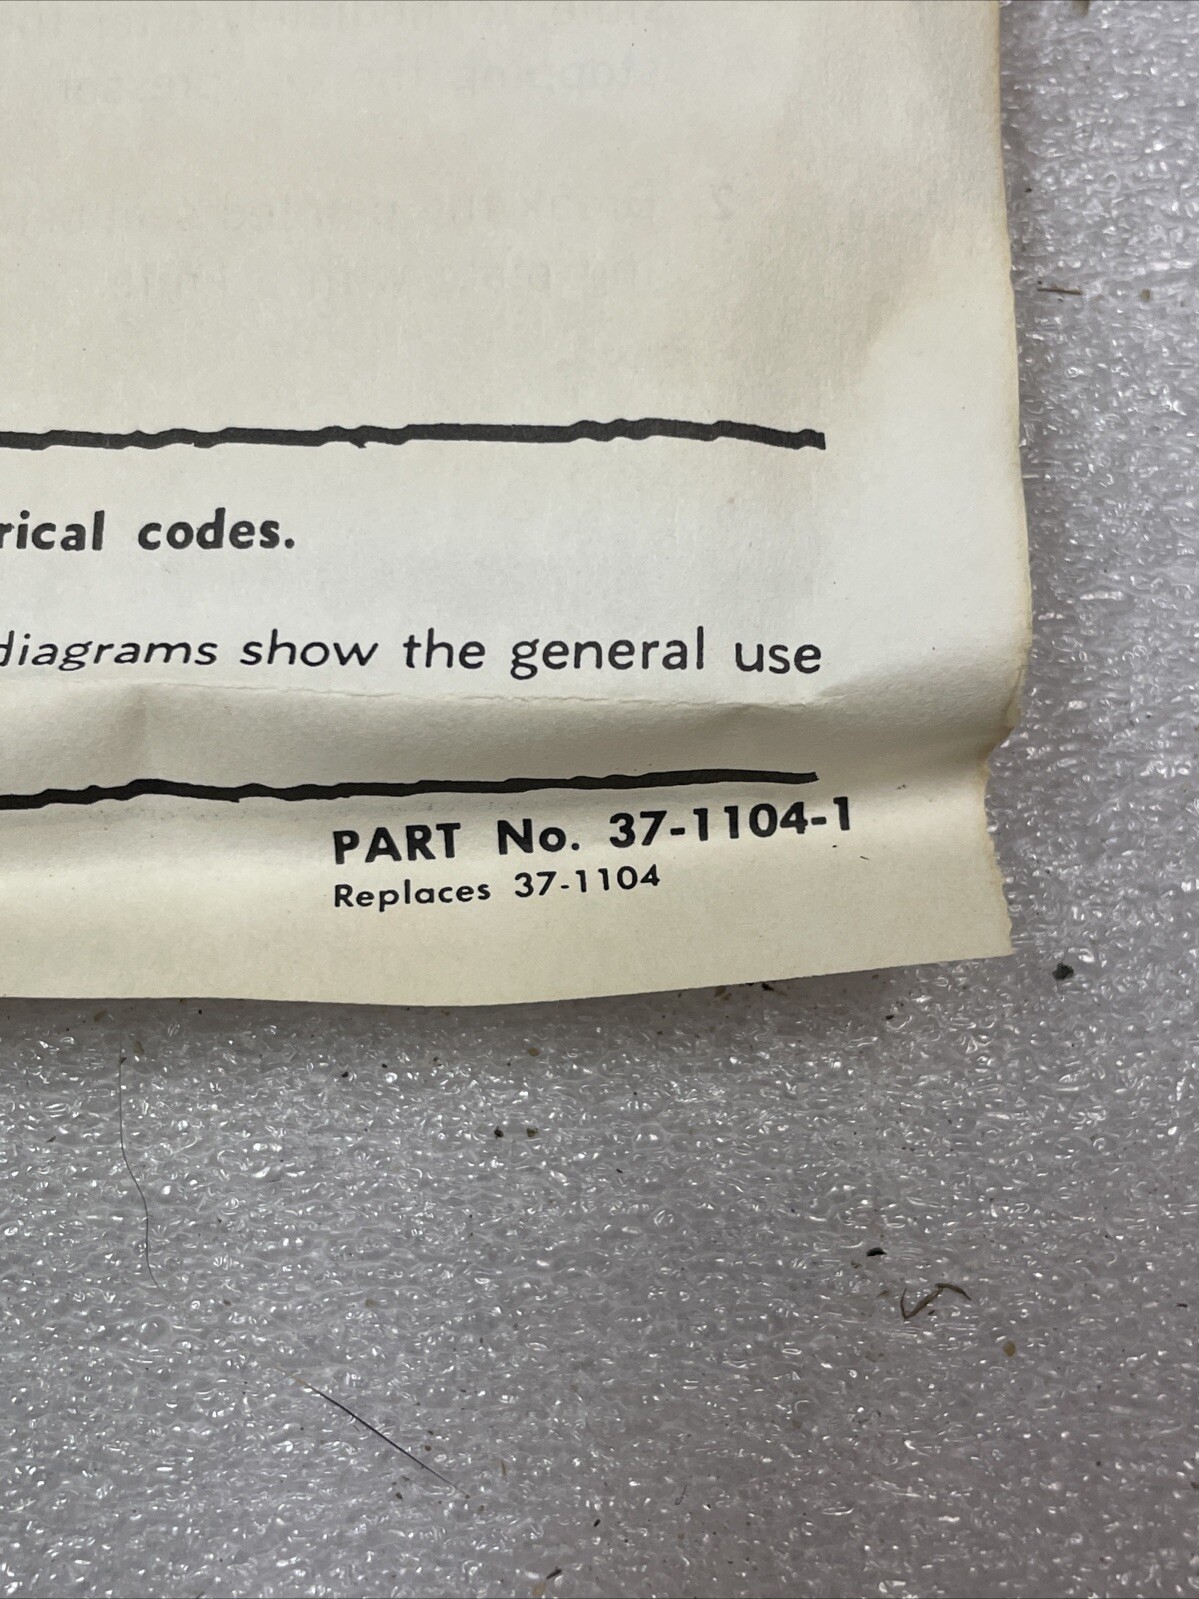 rical codes.
diagrams show the general use
PART No. 37-1104-1
Replaces 37-1104